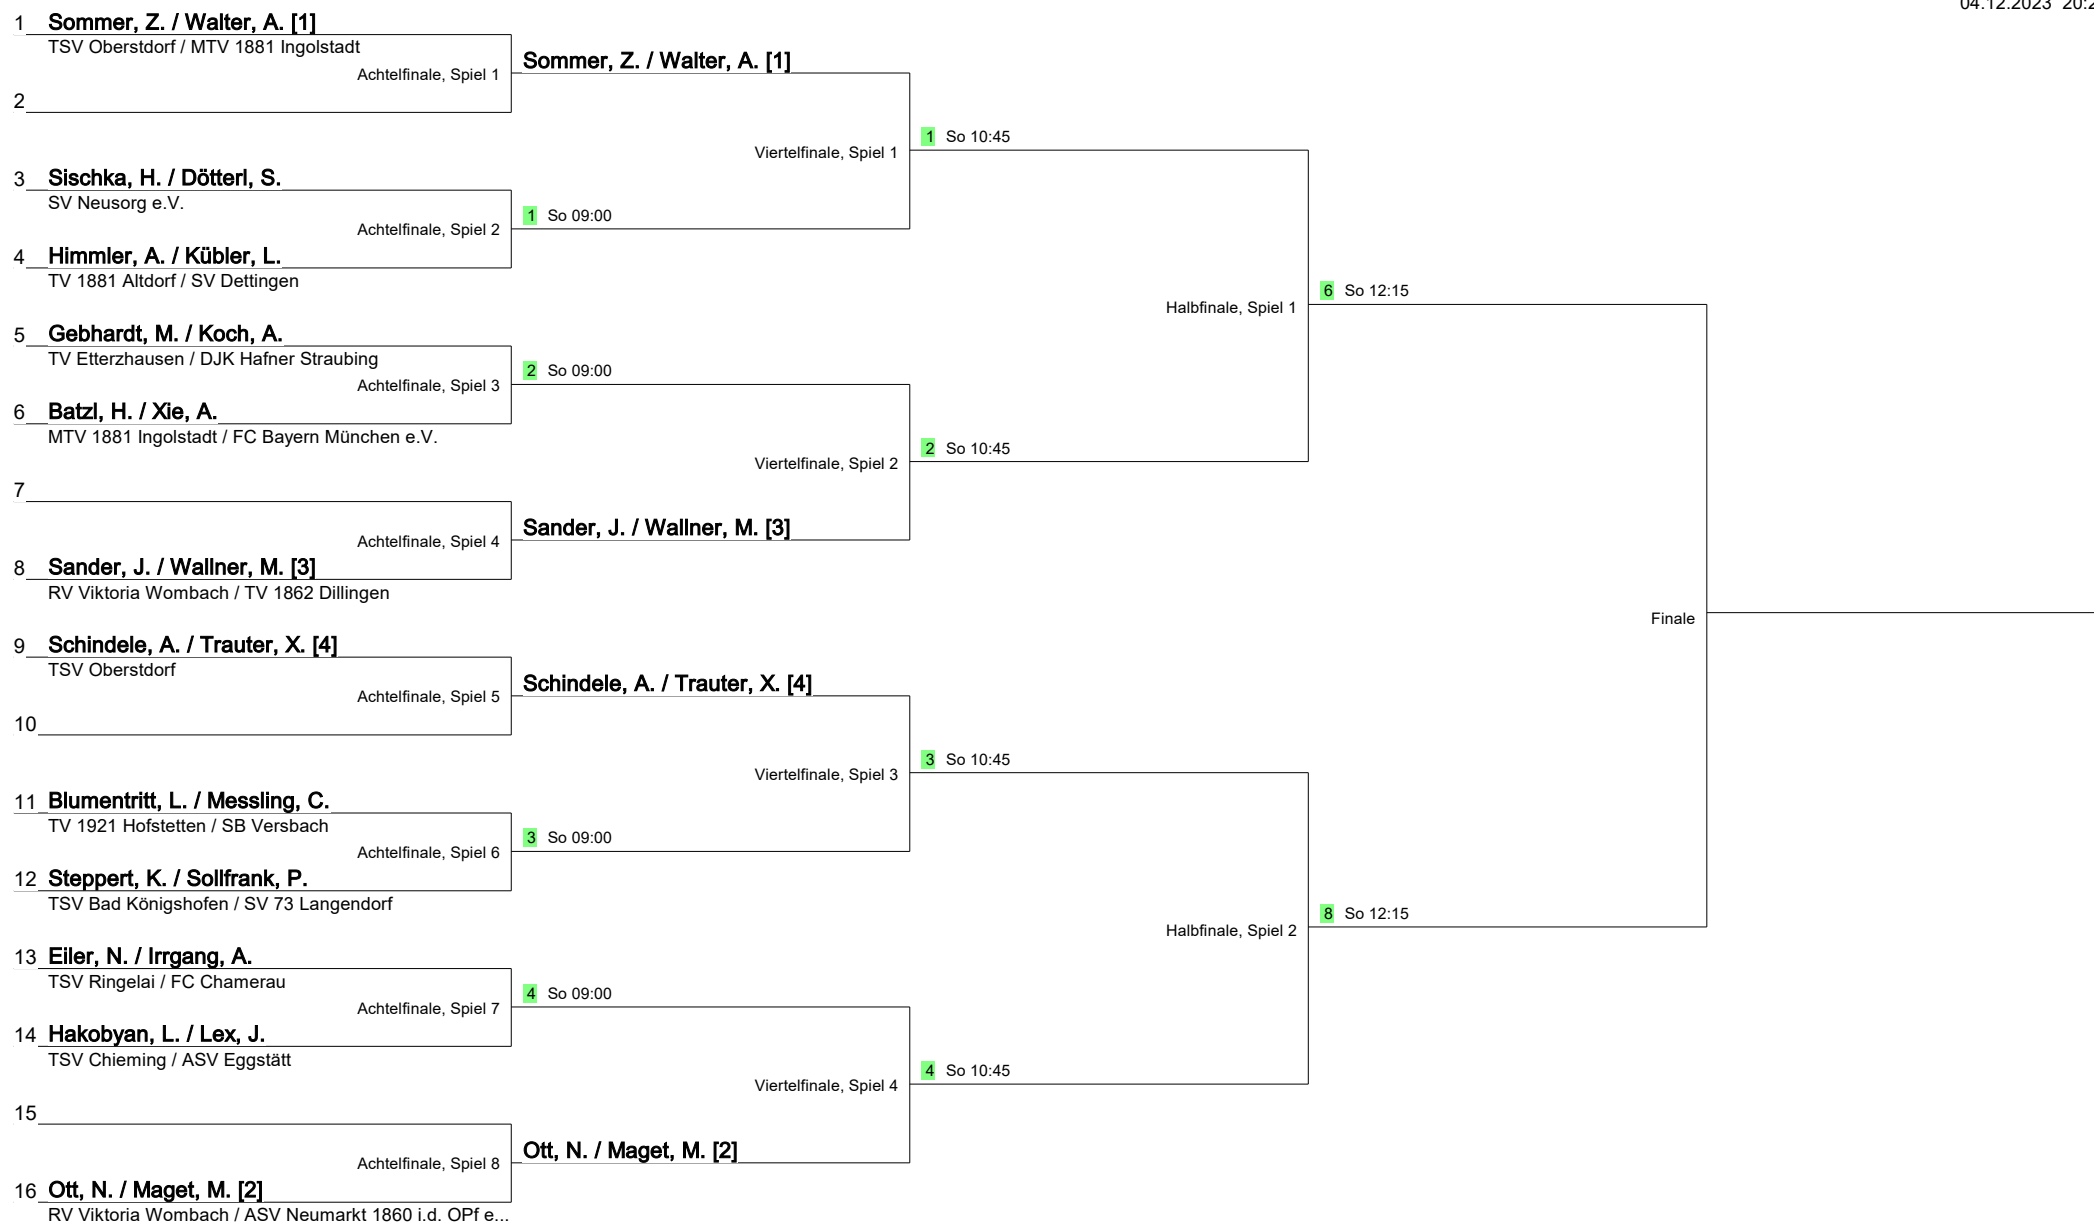 04.12.2023 20:2
1 Sommer, Z. / Walter, A. [1]
TSV Oberstdorf / MTV 1881 Ingolstadt
Achtelfinale, Spiel 1
Sommer, Z. / Walter, A. [1]
2
Viertelfinale, Spiel 1
1 So 10:45
3 Sischka, H. / Dötterl, S.
SV Neusorg e.V.
Achtelfinale, Spiel 2
1 So 09:00
4 Himmler, A. / Kübler, L.
TV 1881 Altdorf / SV Dettingen
Halbfinale, Spiel 1
6 So 12:15
5 Gebhardt, M. / Koch, A.
TV Etterzhausen / DJK Hafner Straubing
Achtelfinale, Spiel 3
2 So 09:00
6 Batzl, H. / Xie, A.
MTV 1881 Ingolstadt / FC Bayern München e.V.
Viertelfinale, Spiel 2
2 So 10:45
7
Achtelfinale, Spiel 4
Sander, J. / Wallner, M. [3]
8 Sander, J. / Wallner, M. [3]
RV Viktoria Wombach / TV 1862 Dillingen
Finale
9 Schindele, A. / Trauter, X. [4]
TSV Oberstdorf
Achtelfinale, Spiel 5
Schindele, A. / Trauter, X. [4]
10
Viertelfinale, Spiel 3
3 So 10:45
11 Blumentritt, L. / Messling, C.
TV 1921 Hofstetten / SB Versbach
Achtelfinale, Spiel 6
3 So 09:00
12 Steppert, K. / Sollfrank, P.
TSV Bad Königshofen / SV 73 Langendorf
Halbfinale, Spiel 2
8 So 12:15
13 Eiler, N. / Irrgang, A.
TSV Ringelai / FC Chamerau
Achtelfinale, Spiel 7
4 So 09:00
14 Hakobyan, L. / Lex, J.
TSV Chieming / ASV Eggstätt
Viertelfinale, Spiel 4
4 So 10:45
15
Achtelfinale, Spiel 8
Ott, N. / Maget, M. [2]
16 Ott, N. / Maget, M. [2]
RV Viktoria Wombach / ASV Neumarkt 1860 i.d. OPf e...